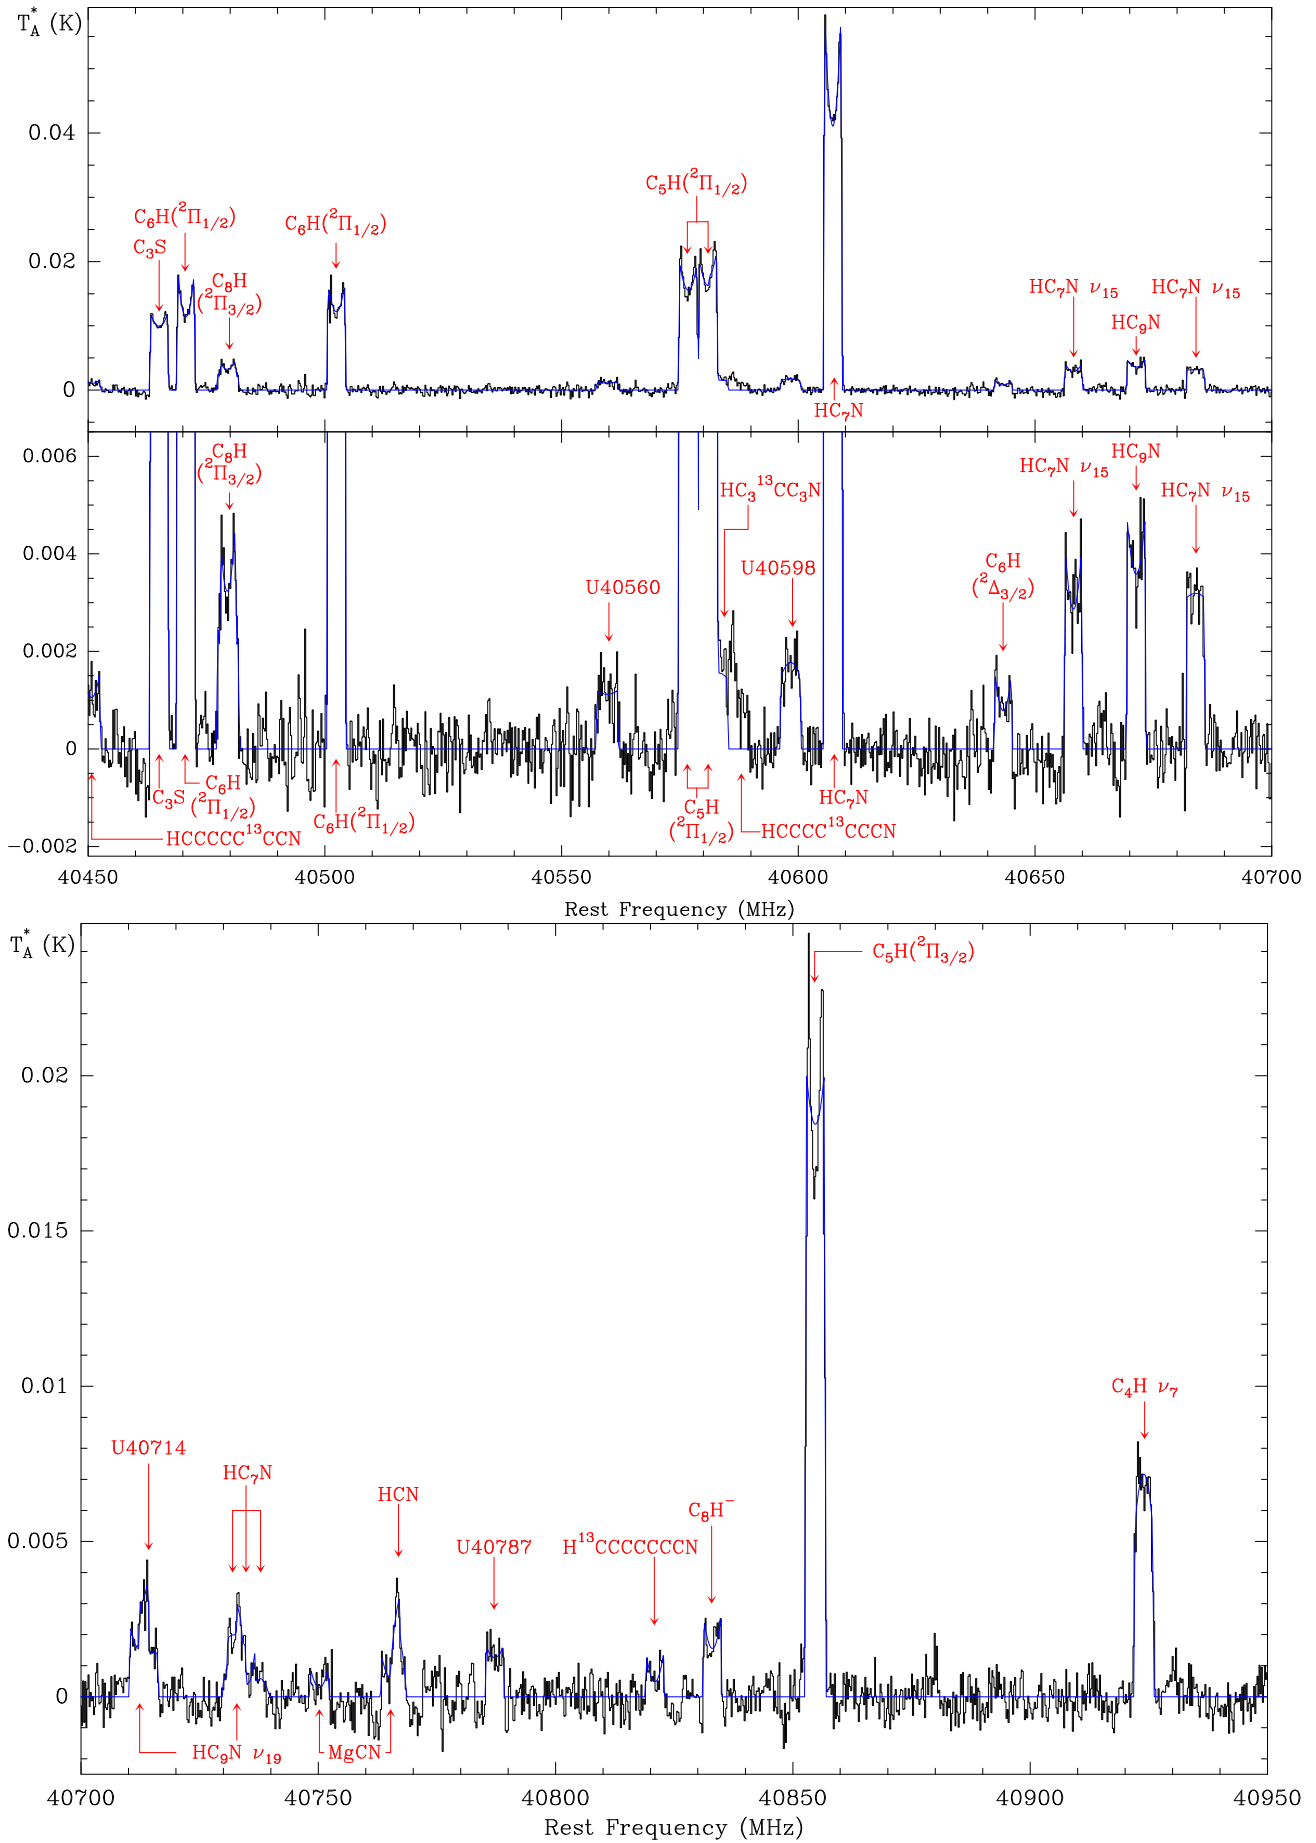 T*A (K)
0.04
0.02
0
C₆H(²Π₁/₂)
C₃S
C₈H
(²Π₃/₂)
C₆H(²Π₁/₂)
C₅H(²Π₁/₂)
HC₇N
HC₇N ν₁₅
HC₉N
HC₇N ν₁₅
0.006
0.004
0.002
0
−0.002
C₈H
(²Π₃/₂)
HC₃¹³CC₃N
U40560
U40598
C₆H
(²Δ₃/₂)
HC₇N ν₁₅
HC₉N
HC₇N ν₁₅
C₃S
C₆H
(²Π₁/₂)
HCCCCC¹³CCN
C₆H(²Π₁/₂)
C₅H
(²Π₁/₂)
HC₇N
HCCCC¹³CCCN
40450 40500 40550 40600 40650 40700
Rest Frequency (MHz)
T*A (K)
0.02
0.015
0.01
0.005
0
C₅H(²Π₃/₂)
C₄H ν₇
U40714
HC₇N
HCN
U40787
H¹³CCCCCCCN
C₈H⁻
HC₉N ν₁₉
MgCN
40700 40750 40800 40850 40900 40950
Rest Frequency (MHz)